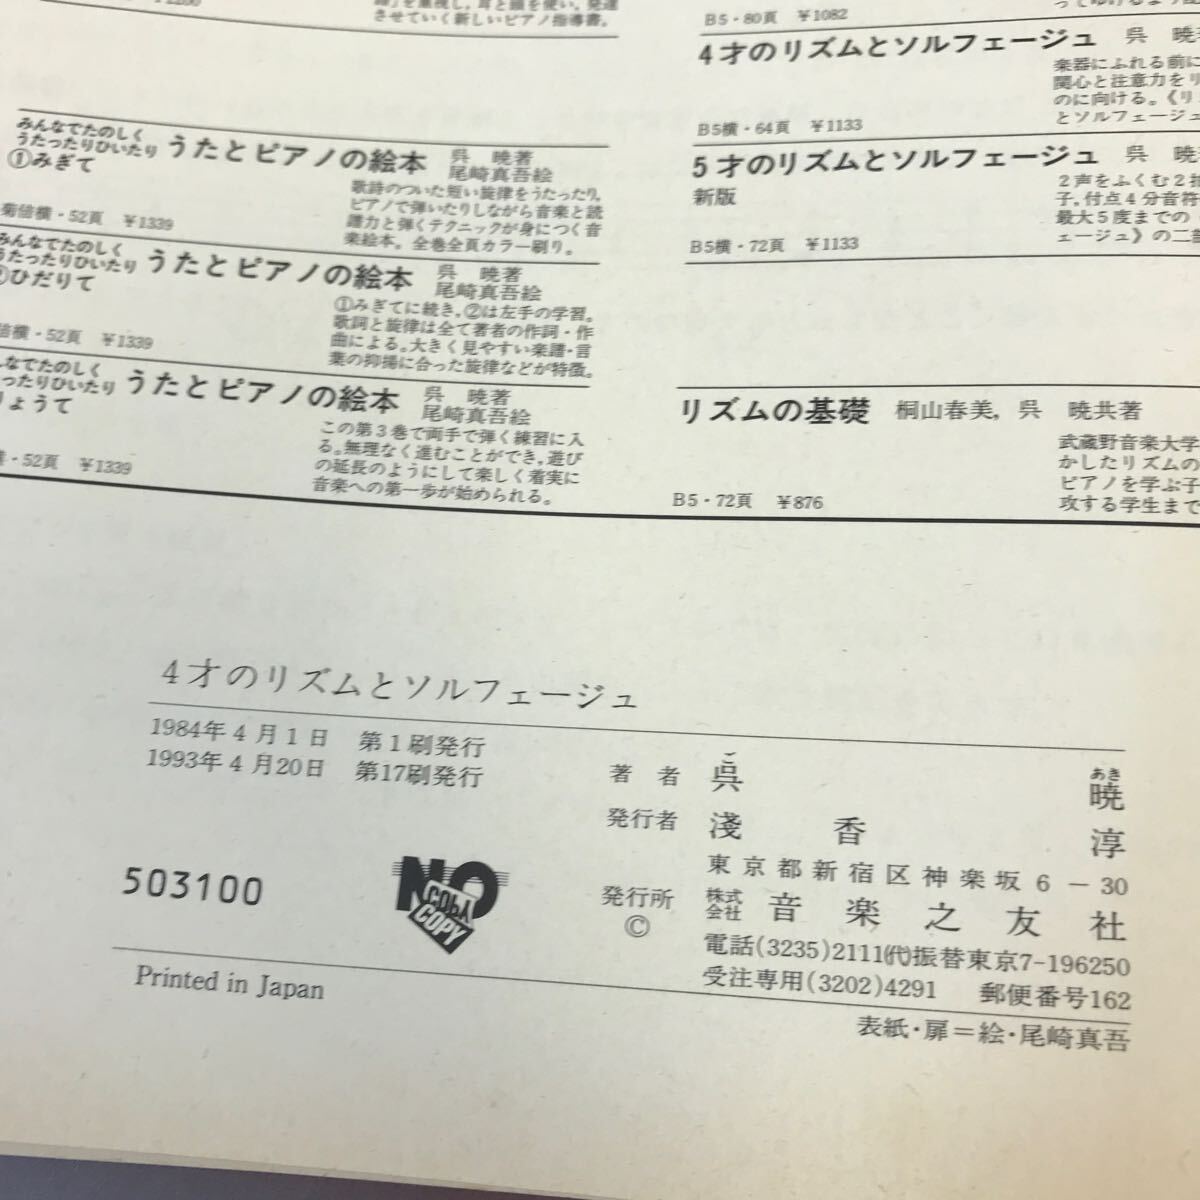 語」を重視し,耳と頭を使い,発達
させていく新しいピアノ指導書。
みんなでたのしく
うたったりひいたり うたとピアノの絵本 呉 暁著
①みぎて 尾崎真吾絵
歌詩のついた短い旋律をうたったり,
ピアノで弾いたりしながら音楽と読
譜力と弾くテクニックが身につく音
楽絵本。全巻全頁カラー刷り。
菊倍横・52頁 ¥1339
みんなでたのしく
うたったりひいたり うたとピアノの絵本 呉 暁著
②ひだりて 尾崎真吾絵
①みぎてに続き,②は左手の学習。
歌詞と旋律は全て著者の作詞・作
曲による。大きく見やすい楽譜・言
葉の抑揚に合った旋律などが特徴。
倍横・52頁 ¥1339
んなでたのしく
たったりひいたり うたとピアノの絵本 呉 暁著
りょうて 尾崎真吾絵
この第3巻で両手で弾く練習に入
る。無理なく進むことができ,遊び
の延長のようにして楽しく着実に
音楽への第一歩が始められる。
横・52頁 ¥1339
B5・80頁 ¥1082
4才のリズムとソルフェージュ 呉 暁
楽器にふれる前に
関心と注意力をリ
のに向ける。《リ
とソルフェージュ
B5横・64頁 ¥1133
5才のリズムとソルフェージュ 呉 暁
新版
2声をふくむ2拍
子,付点4分音符
最大5度までの
ェージュ》の二部
B5横・72頁 ¥1133
リズムの基礎 桐山春美,呉 暁共著
武蔵野音楽大学
かしたリズムの
ピアノを学ぶ子
攻する学生まで
B5・72頁 ¥876
4才のリズムとソルフェージュ
1984年4月1日 第1刷発行
1993年4月20日 第17刷発行
著者 呉 暁
ご あき
発行者 淺香 淳
東京都新宿区神楽坂6-30
発行所 株式会社 音楽之友社
©
電話(3235)2111(代)振替東京7-196250
受注専用(3202)4291 郵便番号162
表紙・扉=絵・尾崎真吾
503100
NO COPY COPY
Printed in Japan